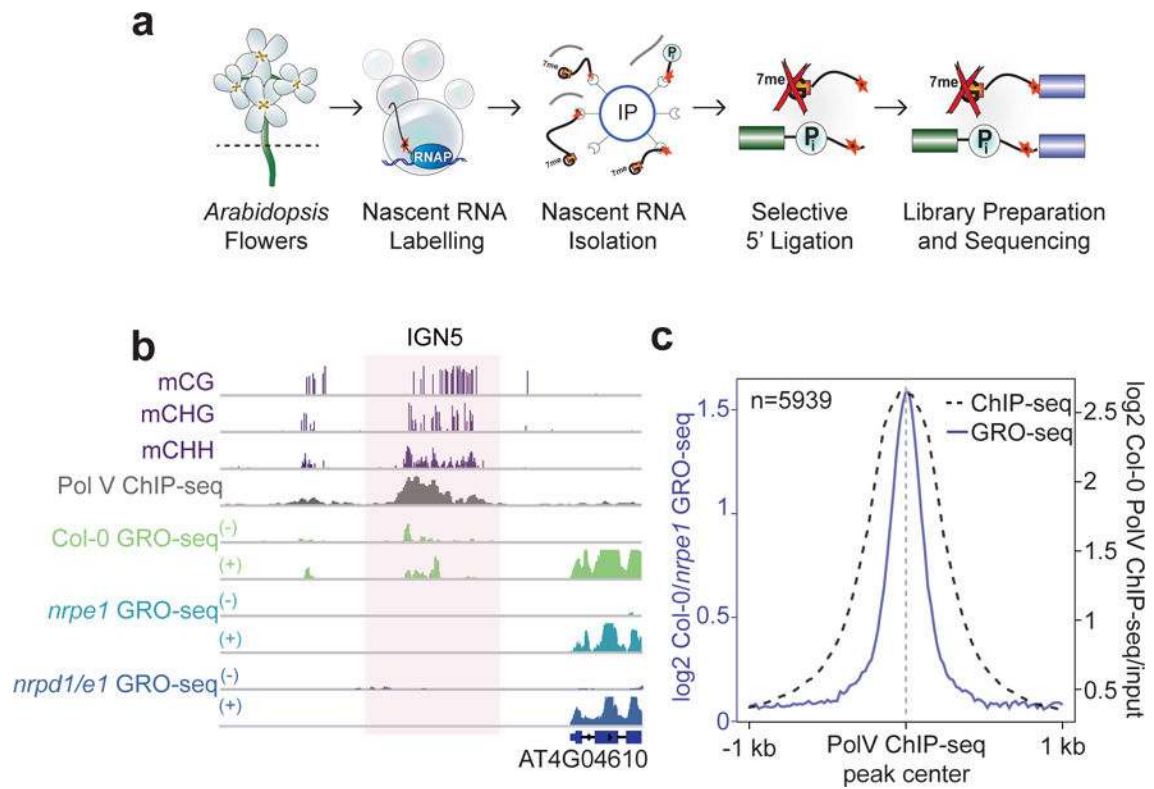 a
7me
Pi
RNAP
IP
7me
7me
7me
Pi
7me
Pi
Arabidopsis
Flowers
Nascent RNA
Labelling
Nascent RNA
Isolation
Selective
5' Ligation
Library Preparation
and Sequencing
b
IGN5
mCG
mCHG
mCHH
Pol V ChIP-seq
Col-0 GRO-seq (-)
(+)
nrpe1 GRO-seq (-)
(+)
nrpd1/e1 GRO-seq (-)
(+)
AT4G04610
c
n=5939
ChIP-seq
GRO-seq
log2 Col-0/nrpe1 GRO-seq
1.5
1
0.5
0
log2 Col-0 PolV ChIP-seq/input
2.5
2
1.5
1
0.5
-1 kb
PolV ChIP-seq
peak center
1 kb